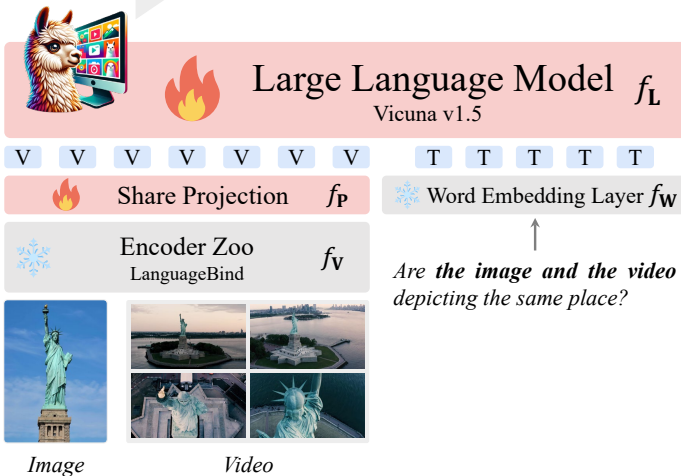 Large Language Model f_L
Vicuna v1.5
V V V V V V V T T T T T
Share Projection f_P
Word Embedding Layer f_W
Encoder Zoo f_V
LanguageBind
Are the image and the video
depicting the same place?
Image Video